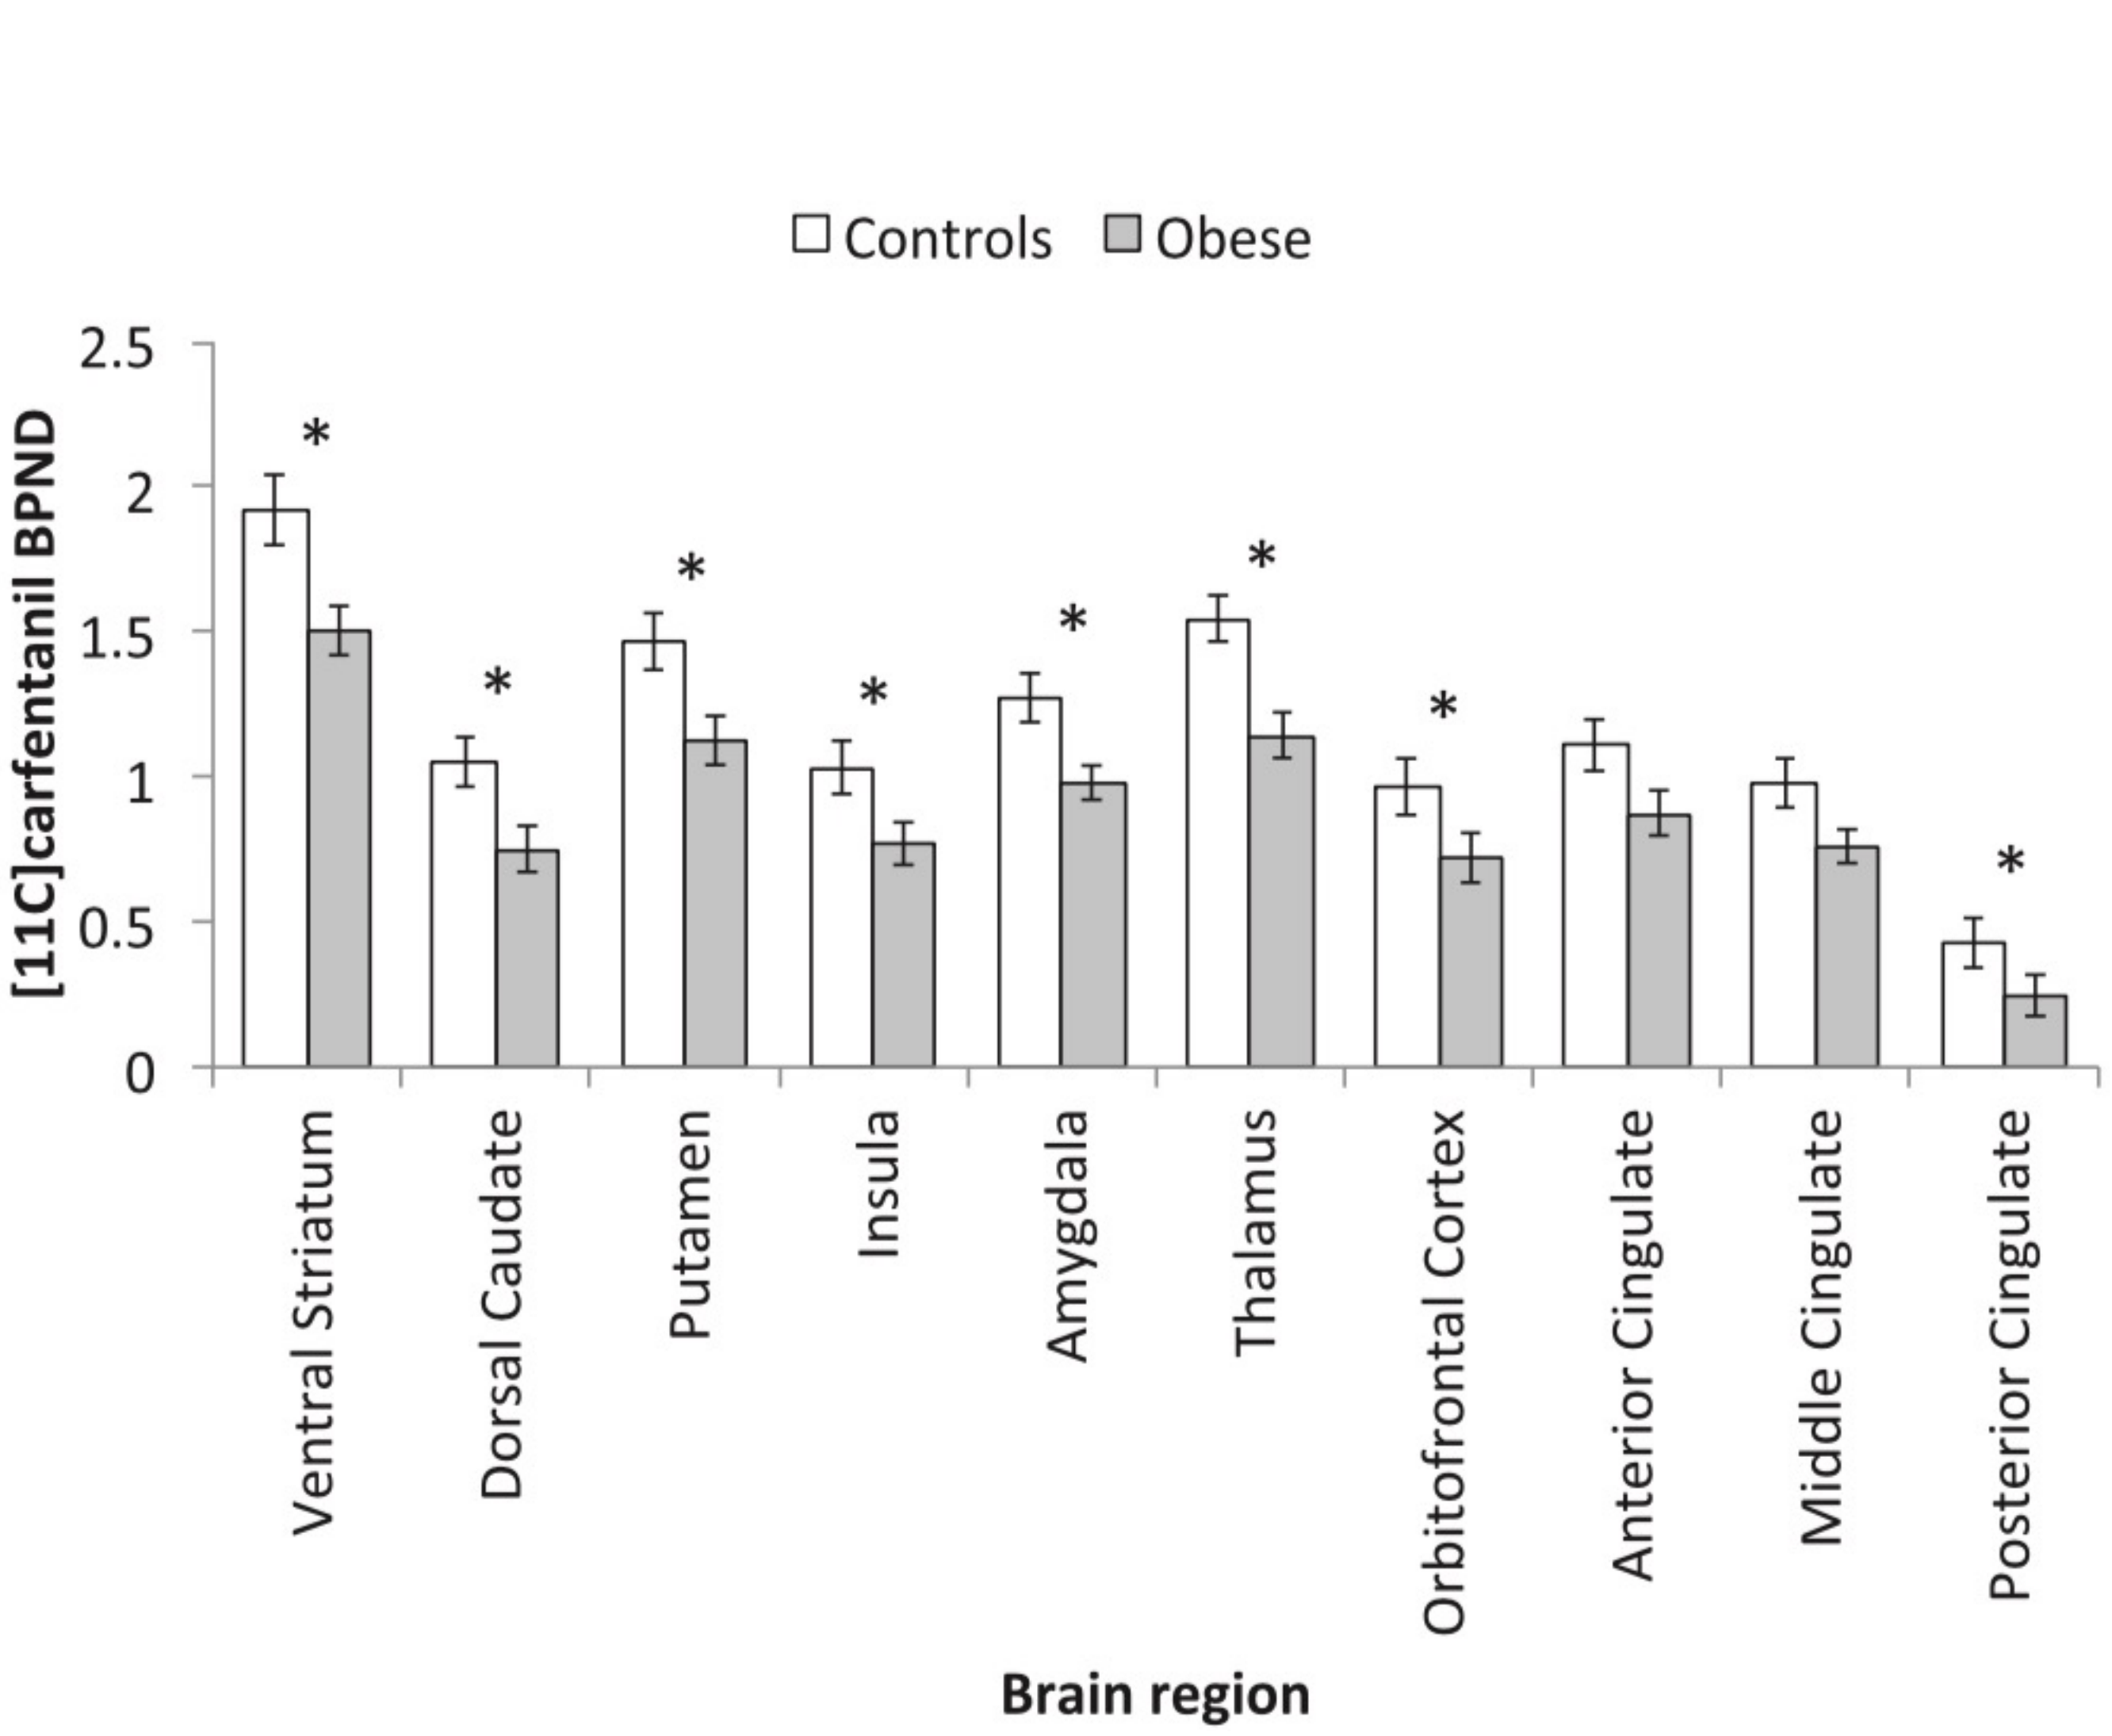 Controls Obese
[11C]carfentanil BPND
2.5
2
1.5
1
0.5
0
*
*
*
*
*
*
*
*
Ventral Striatum
Dorsal Caudate
Putamen
Insula
Amygdala
Thalamus
Orbitofrontal Cortex
Anterior Cingulate
Middle Cingulate
Posterior Cingulate
Brain region